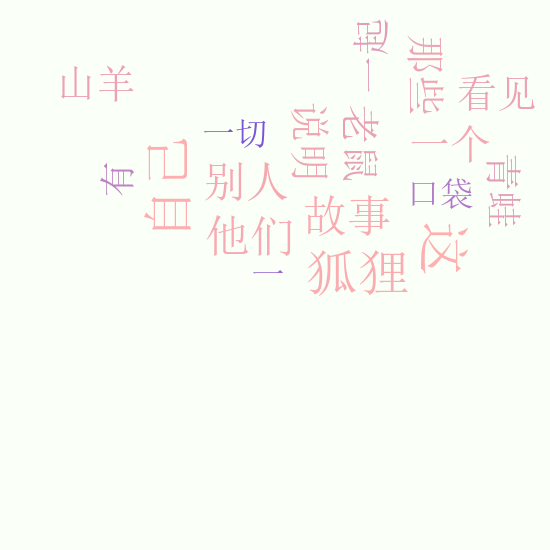 一起
那些
山羊
看见
说明
老鼠
一切
一个
自己
有
别人
口袋
青蛙
故事
他们
这
狐狸
一